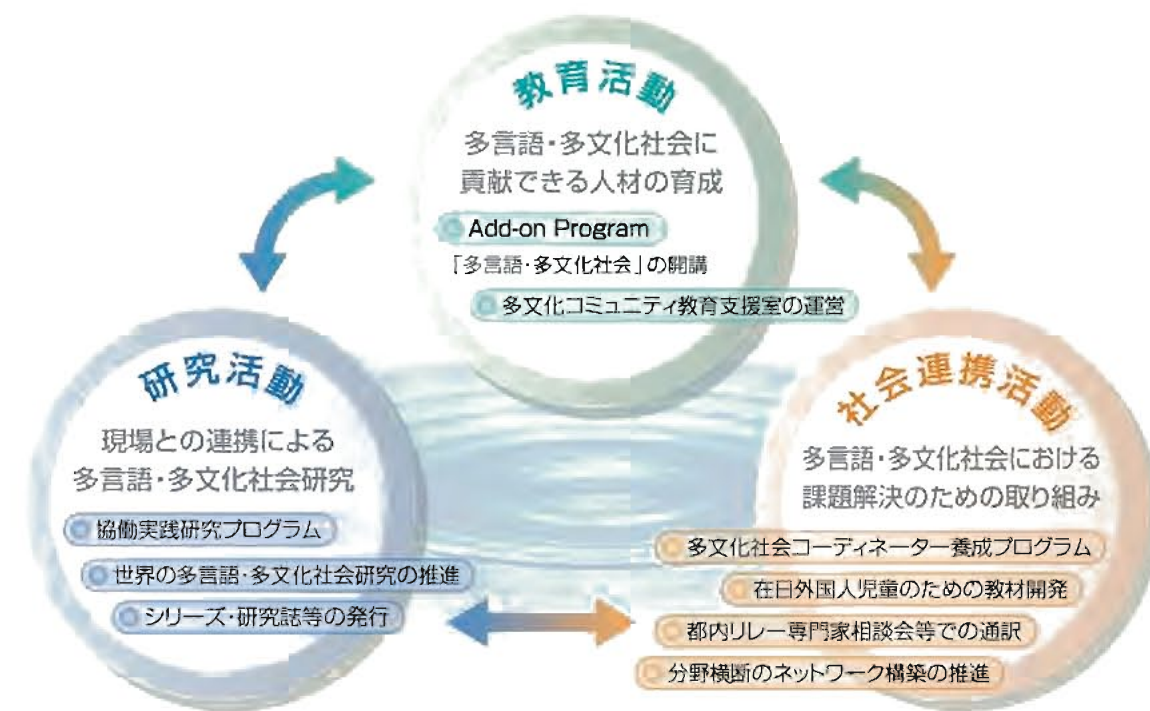 教育活動
多言語・多文化社会に
貢献できる人材の育成
Add-on Program
「多言語・多文化社会」の開講
多文化コミュニティ教育支援室の運営
研究活動
現場との連携による
多言語・多文化社会研究
協働実践研究プログラム
世界の多言語・多文化社会研究の推進
シリーズ・研究誌等の発行
社会連携活動
多言語・多文化社会における
課題解決のための取り組み
多文化社会コーディネーター養成プログラム
在日外国人児童のための教材開発
都内リレー専門家相談会等での通訳
分野横断のネットワーク構築の推進